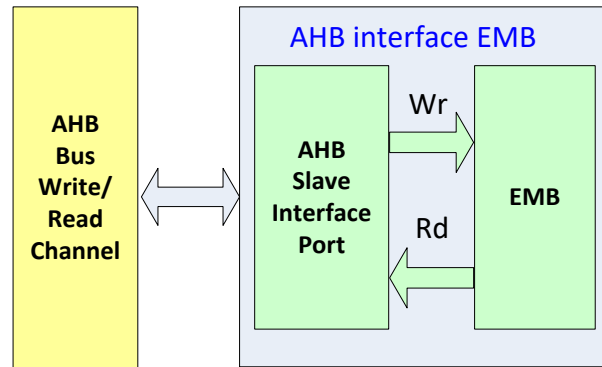 AHB interface EMB
AHB
Bus
Write/
Read
Channel
AHB
Slave
Interface
Port
Wr
Rd
EMB